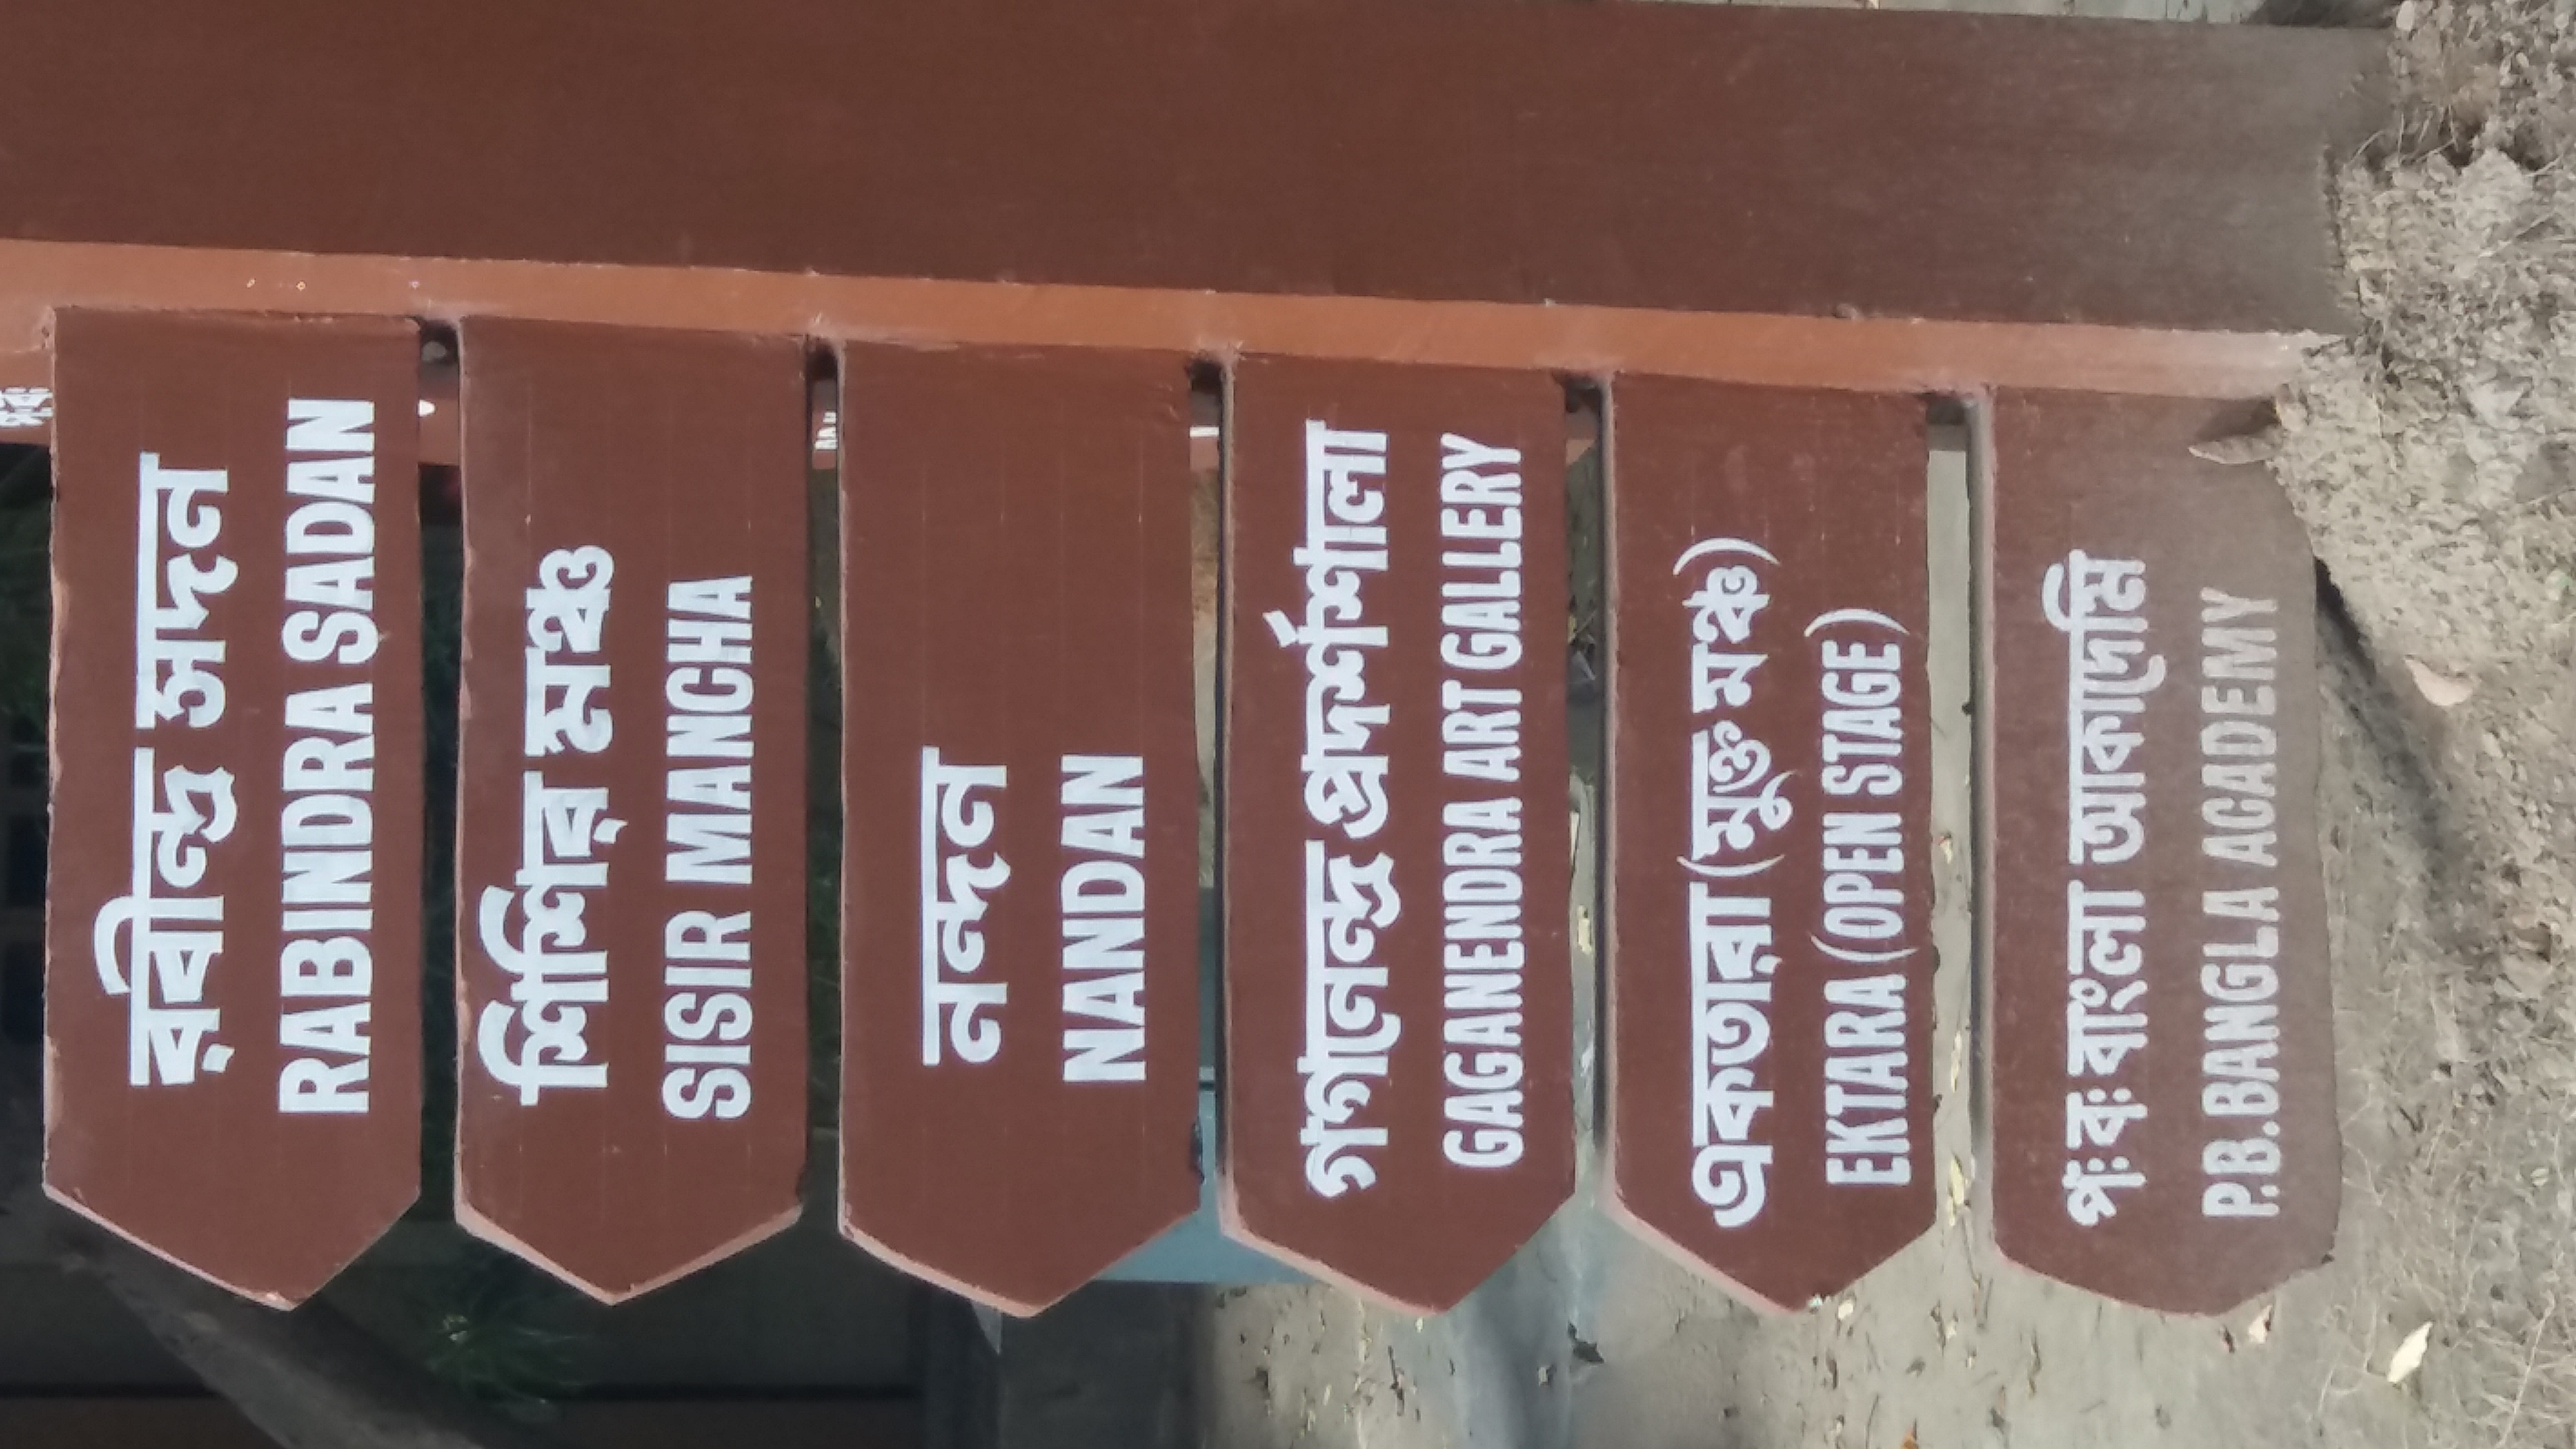 রবীন্দ্র সদন
RABINDRA SADAN
শিশির মঞ্চ
SISIR MANCHA
নন্দন
NANDAN
গগনেন্দ্র প্রদর্শশালা
GAGANENDRA ART GALLERY
একতারা (মুক্ত মঞ্চ)
EKTARA (OPEN STAGE)
পঃ বঃ বাংলা আকাদেমি
P.B. BANGLA ACADEMY